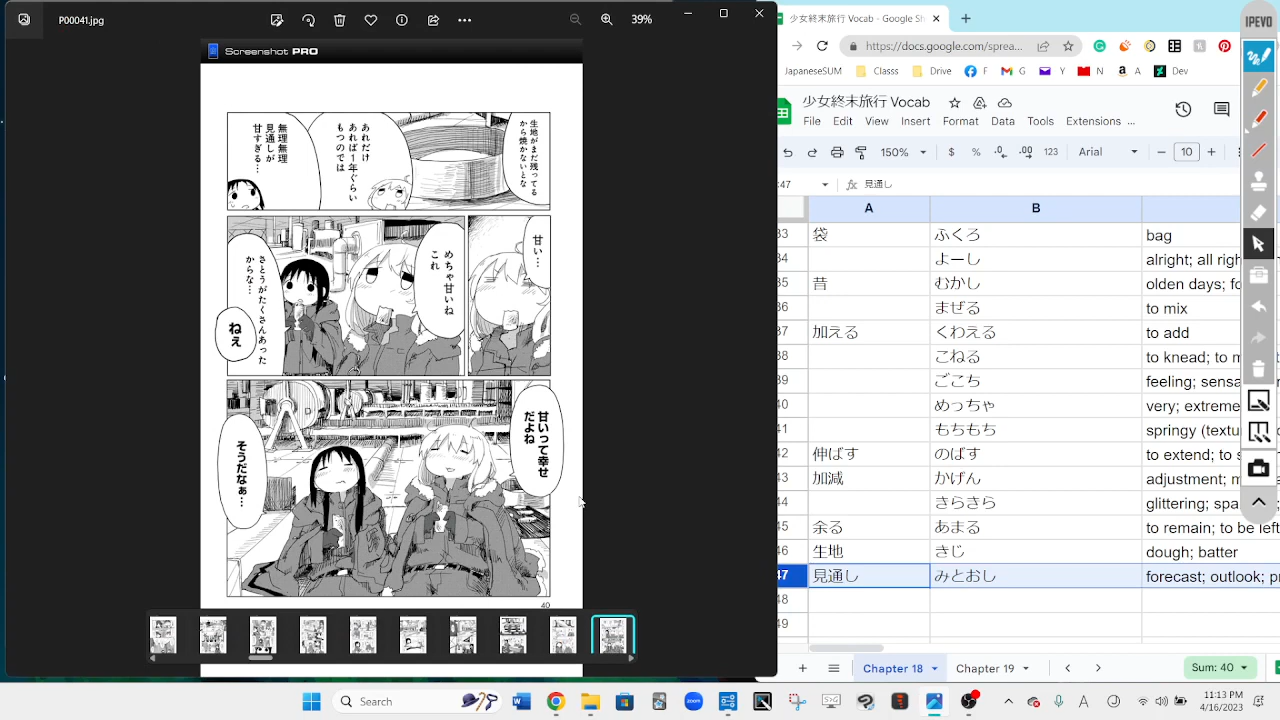 P00041.jpg
39%
Screenshot PRO
生地がまだ残ってる
から焼かないとな
あれだけ
あれば1年ぐらい
もつのでは
無理無理
見通しが
甘すぎる…
甘い…
めちゃ甘いね
これ
さとうがたくさんあった
からな…
ねえ
甘いって幸せ
だよね
そうだなぁ…
40
少女終末旅行 Vocab - Google Sh
https://docs.google.com/sprea...
JapaneseSUM
Classs
Drive
F
G
Y
N
A
Dev
少女終末旅行 Vocab
File
Edit
View
Insert
Format
Data
Tools
Extensions ...
150%
$
%
.0
.00
123
Arial
10
:47
見通し
A
B
33 袋 ふくろ bag
34 よーし alright; all righ
35 昔 むかし olden days; fo
36 まぜる to mix
37 加える くわえる to add
38 こねる to knead; to m
39 ごこち feeling; sensa
40 めっちゃ very; extreme
41 もちもち springy (textu
42 伸ばす のばす to grow long
43 加減 かげん adjustment; m
44 きらきら glittering; spa
45 余る あまる to remain; to b
46 生地 きじ dough; batter
47 見通し みとおし forecast; outlook; p
48
49
Chapter 18
Chapter 19
Sum: 40
IPEVO
Search
zoom
SVG
11:13 PM
11/16/2023